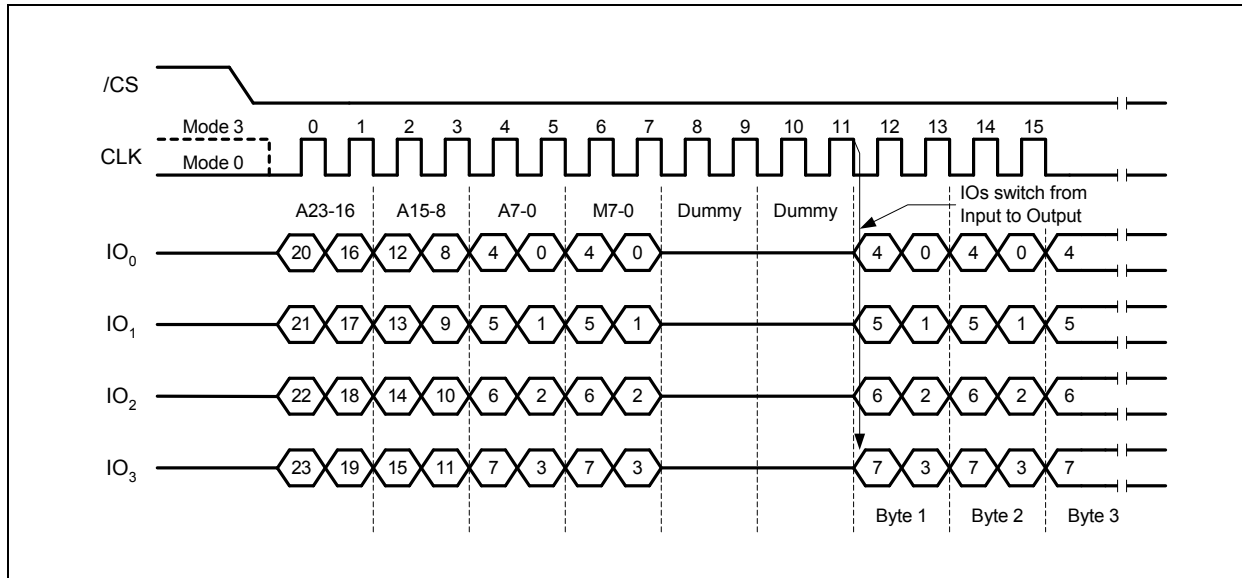 /CS
Mode 3 0 1 2 3 4 5 6 7 8 9 10 11 12 13 14 15
CLK
Mode 0
A23-16 A15-8 A7-0 M7-0 Dummy Dummy IOs switch from
Input to Output
IO0 20 16 12 8 4 0 4 0 4 0 4 0 4
IO1 21 17 13 9 5 1 5 1 5 1 5 1 5
IO2 22 18 14 10 6 2 6 2 6 2 6 2 6
IO3 23 19 15 11 7 3 7 3 7 3 7 3 7
Byte 1 Byte 2 Byte 3